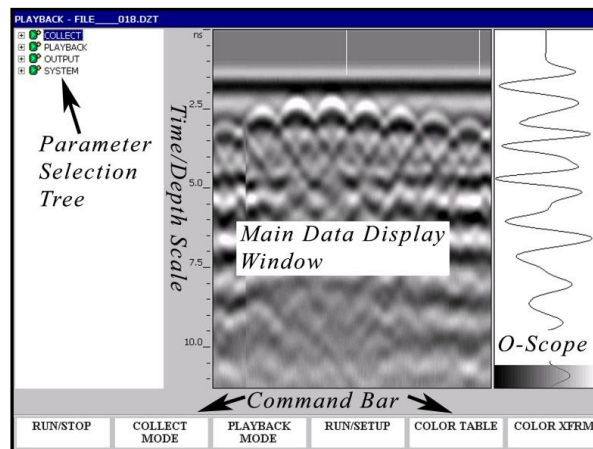 PLAYBACK - FILE____018.DZT
COLLECT
PLAYBACK
OUTPUT
SYSTEM
Parameter
Selection
Tree
Time/Depth Scale
ns
2.5
5.0
7.5
10.0
Main Data Display
Window
O-Scope
Command Bar
RUN/STOP
COLLECT
MODE
PLAYBACK
MODE
RUN/SETUP
COLOR TABLE
COLOR XFRM